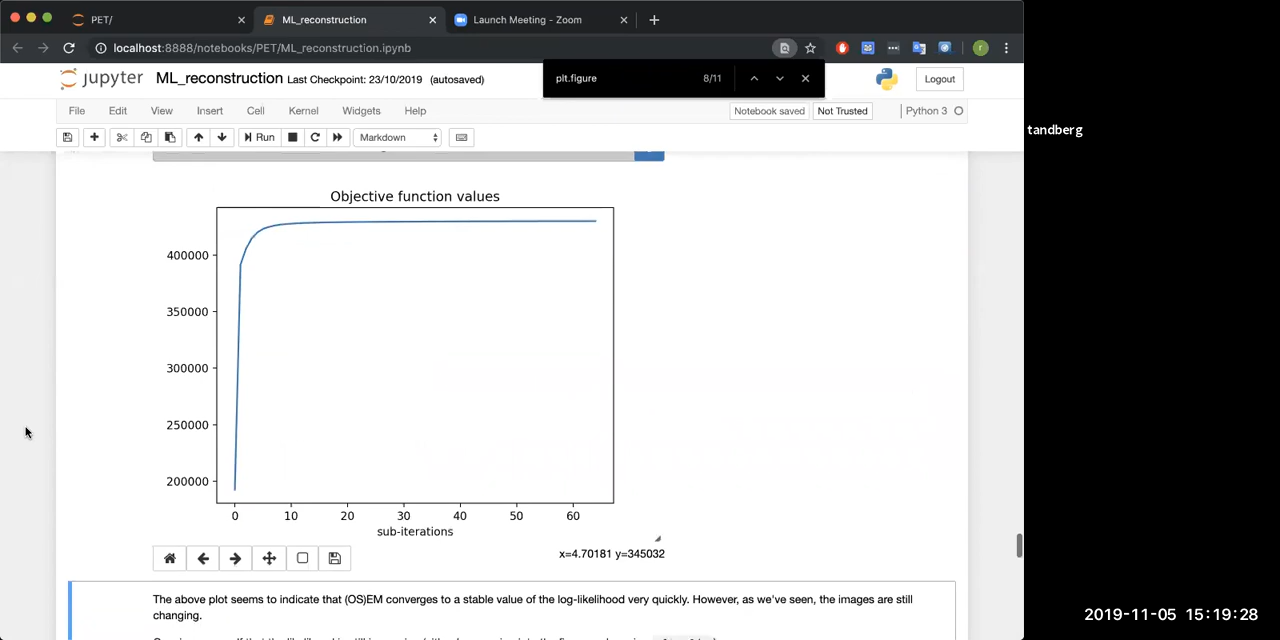 PET/
ML_reconstruction
Launch Meeting - Zoom
localhost:8888/notebooks/PET/ML_reconstruction.ipynb
jupyter ML_reconstruction Last Checkpoint: 23/10/2019 (autosaved)
plt.figure 8/11
Logout
File Edit View Insert Cell Kernel Widgets Help
Notebook saved Not Trusted Python 3
Run Markdown
tandberg
Objective function values
400000
350000
300000
250000
200000
0 10 20 30 40 50 60
sub-iterations
x=4.70181 y=345032
The above plot seems to indicate that (OS)EM converges to a stable value of the log-likelihood very quickly. However, as we've seen, the images are still
changing.
2019-11-05 15:19:28